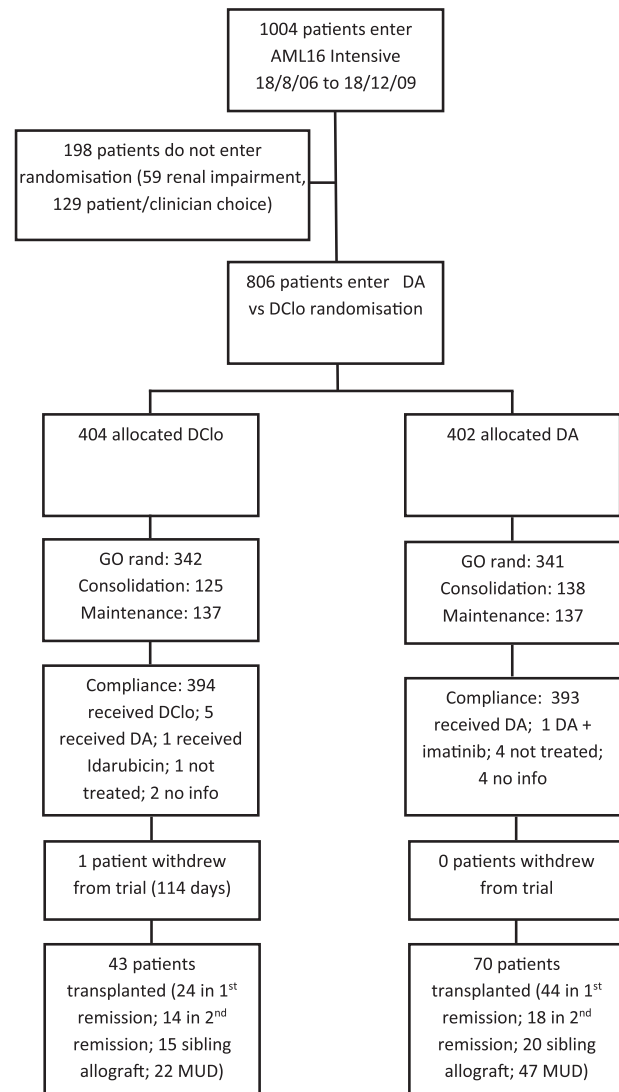 1004 patients enter
AML16 Intensive
18/8/06 to 18/12/09
198 patients do not enter
randomisation (59 renal impairment,
129 patient/clinician choice)
806 patients enter DA
vs DClo randomisation
404 allocated DClo
402 allocated DA
GO rand: 342
Consolidation: 125
Maintenance: 137
GO rand: 341
Consolidation: 138
Maintenance: 137
Compliance: 394
received DClo; 5
received DA; 1 received
Idarubicin; 1 not
treated; 2 no info
Compliance: 393
received DA; 1 DA +
imatinib; 4 not treated;
4 no info
1 patient withdrew
from trial (114 days)
0 patients withdrew
from trial
43 patients
transplanted (24 in 1st
remission; 14 in 2nd
remission; 15 sibling
allograft; 22 MUD)
70 patients
transplanted (44 in 1st
remission; 18 in 2nd
remission; 20 sibling
allograft; 47 MUD)